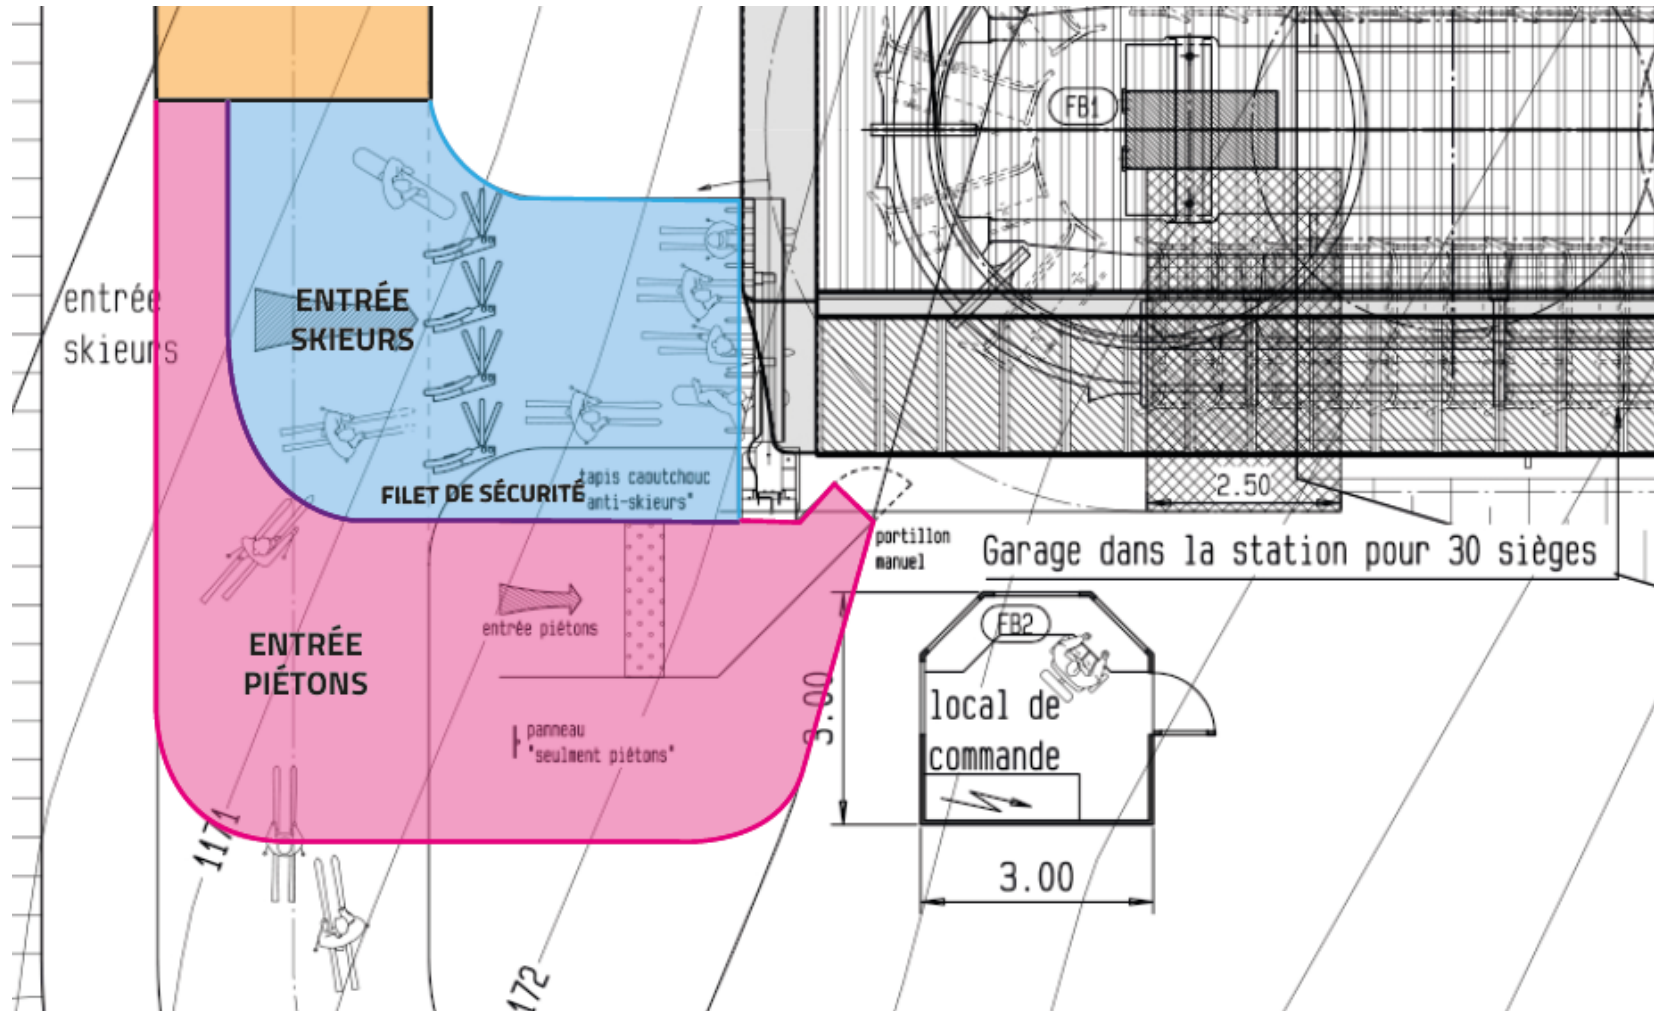 FB1
entrée
skieurs
ENTRÉE
SKIEURS
FILET DE SÉCURITÉ
tapis caoutchouc
"anti-skieurs"
2.50
portillon
manuel
Garage dans la station pour 30 sièges
entrée piétons
FB2
ENTRÉE
PIÉTONS
3.00
local de
commande
panneau
"seulment piétons"
1171
3.00
172